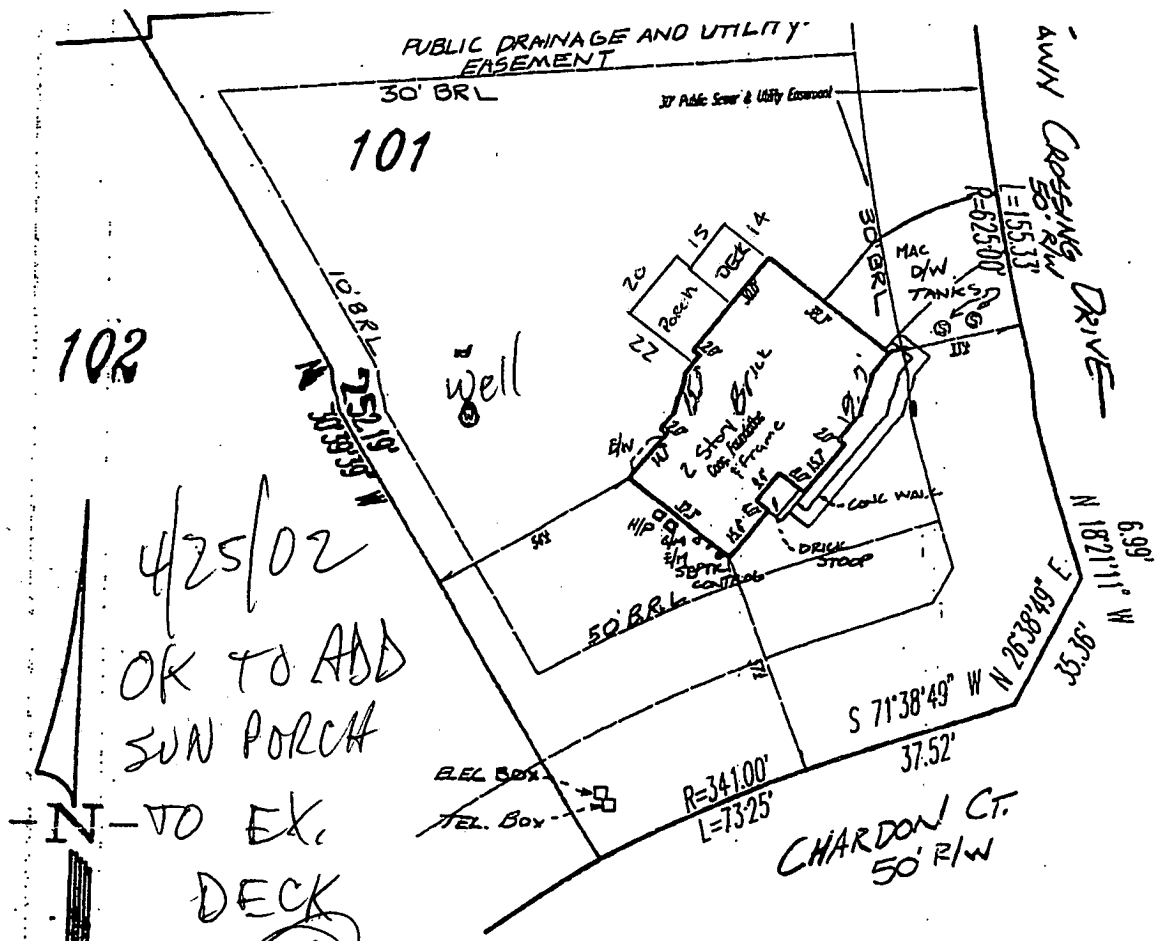 PUBLIC DRAINAGE AND UTILITY
EASEMENT
30' BRL
30' Public Sewer & Utility Easement
101
102
CROSSING DRIVE
50' R/W
L=155.33'
R=625.00'
30' BRL
MAC
D/W
TANKS
10' BRL
15
14
DECK
20
PORCH
22
well
2 Story Brick
Frame
E/W
N 30°39'39" W
252.19'
H/P
E/M
SEPTIC
CONTROL
CONC WALK
BRICK
STOOP
50' BRL
N 18°21'11" W
6.99'
N 26°38'49" E
35.36'
S 71°38'49" W
37.52'
R=341.00'
L=73.25'
CHARDON CT.
50' R/W
ELEC BOX
TEL. BOX
4/25/02
OK TO ADD
SUN PORCH
TO EX.
DECK
N